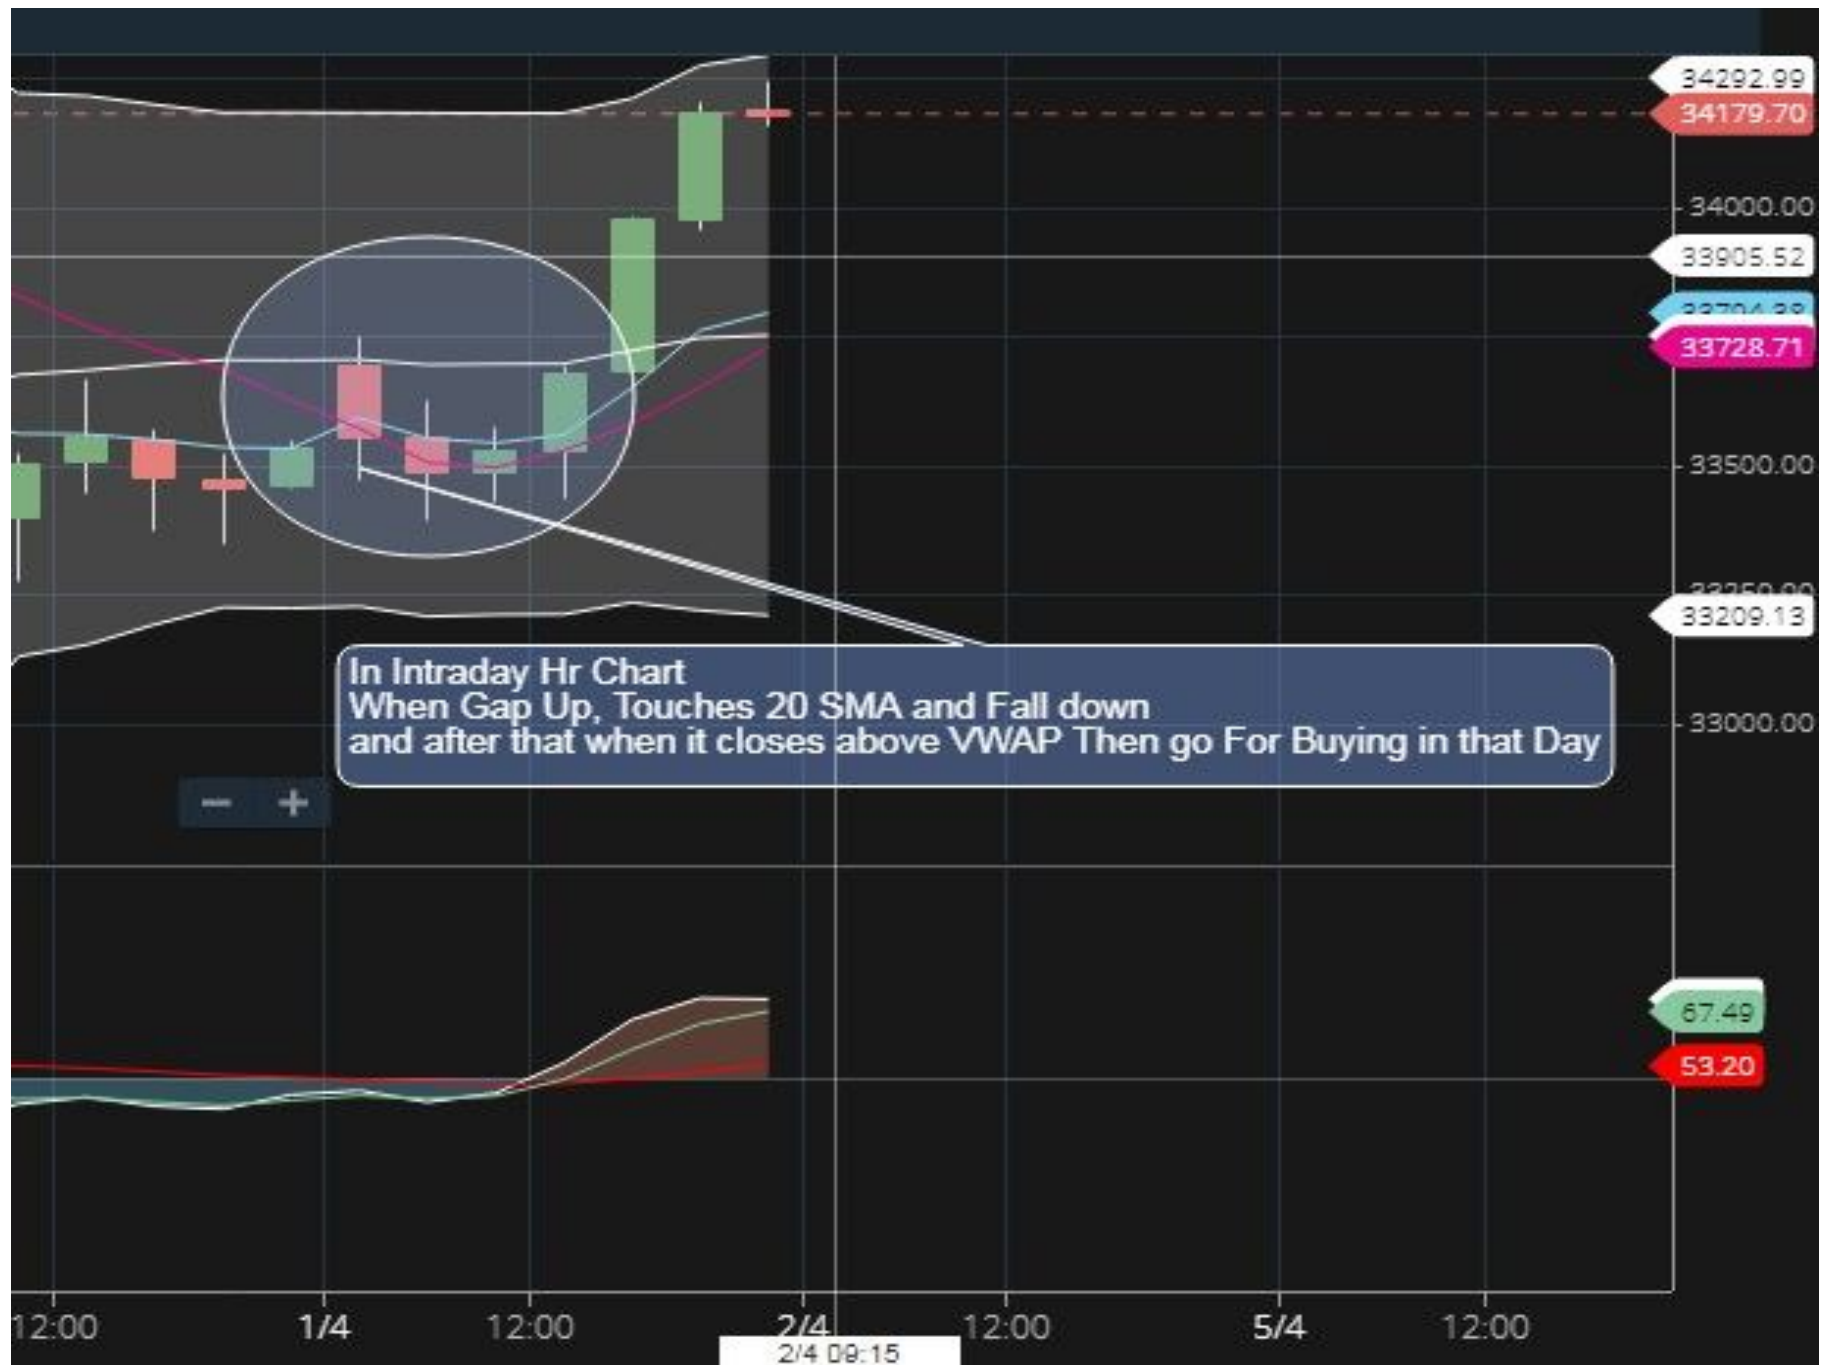 34292.99
34179.70
34000.00
33905.52
33728.71
33500.00
33209.13
In Intraday Hr Chart
When Gap Up, Touches 20 SMA and Fall down
and after that when it closes above VWAP Then go For Buying in that Day
33000.00
67.49
53.20
12:00 1/4 12:00 2/4 12:00 5/4 12:00
2/4 09:15